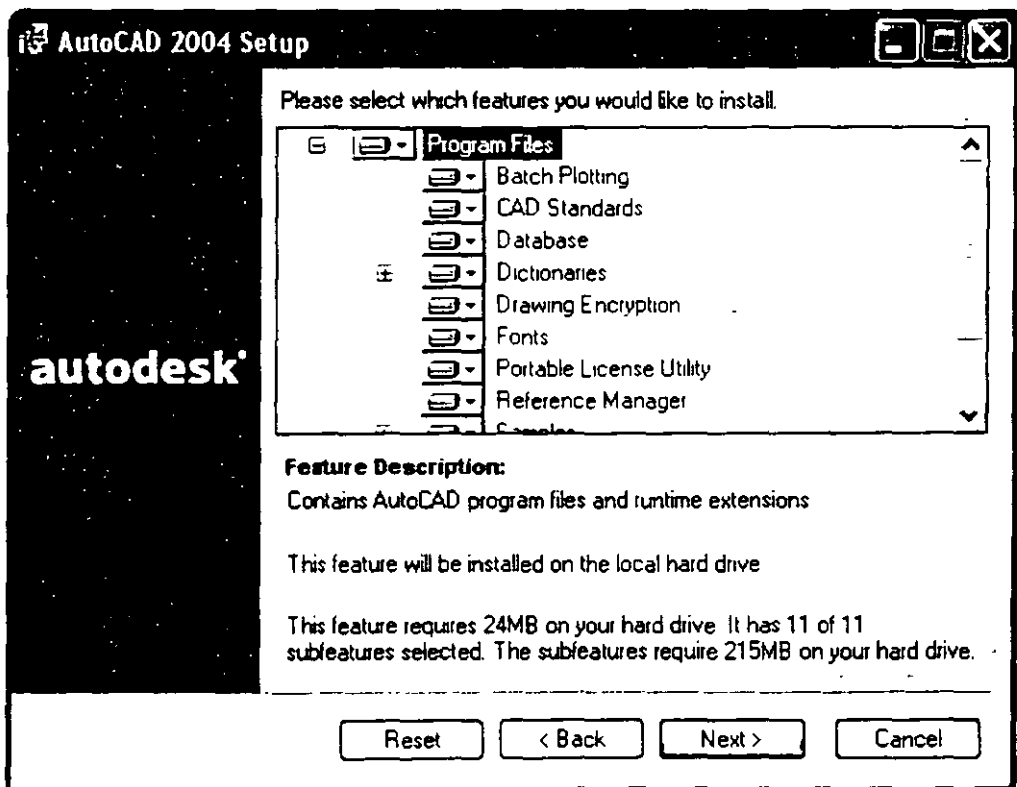 AutoCAD 2004 Setup
Please select which features you would like to install.
Program Files
Batch Plotting
CAD Standards
Database
Dictionaries
Drawing Encryption
Fonts
Portable License Utility
Reference Manager
Samples
autodesk
Feature Description:
Contains AutoCAD program files and runtime extensions
This feature will be installed on the local hard drive
This feature requires 24MB on your hard drive It has 11 of 11
subfeatures selected. The subfeatures require 215MB on your hard drive.
Reset
< Back
Next >
Cancel